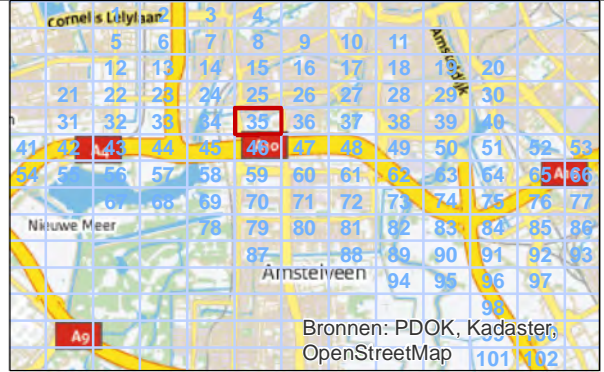 Cornelis Lelylaan
1 2 3 4
5 6 7 8 9 10 11
Amsteldijk
12 13 14 15 16 17 18 19 20
21 22 23 24 25 26 27 28 29 30
31 32 33 34 35 36 37 38 39 40
41 42 43 44 45 46 47 48 49 50 51 52 53
A4
54 55 56 57 58 59 60 61 62 63 64 65 66
67 68 69 70 71 72 73 74 75 76 77
Nieuwe Meer
78 79 80 81 82 83 84 85 86
87 88 89 90 91 92 93
Amstelveen
94 95 96 97
98
A9
Bronnen: PDOK, Kadaster,
OpenStreetMap
101 102